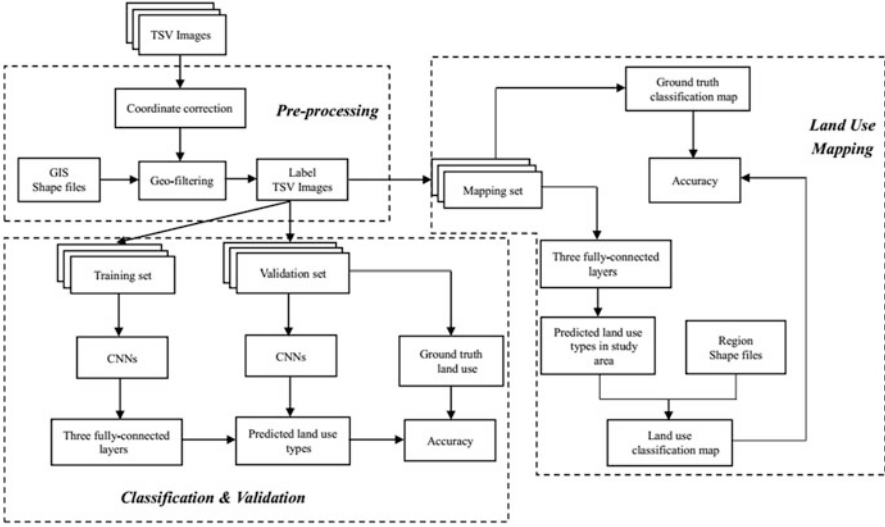 TSV Images
Pre-processing
Coordinate correction
GIS
Shape files
Geo-filtering
Label
TSV Images
Land Use
Mapping
Ground truth
classification map
Mapping set
Accuracy
Three fully-connected
layers
Predicted land use
types in study
area
Region
Shape files
Land use
classification map
Training set
Validation set
CNNs
CNNs
Ground truth
land use
Three fully-connected
layers
Predicted land use
types
Accuracy
Classification & Validation